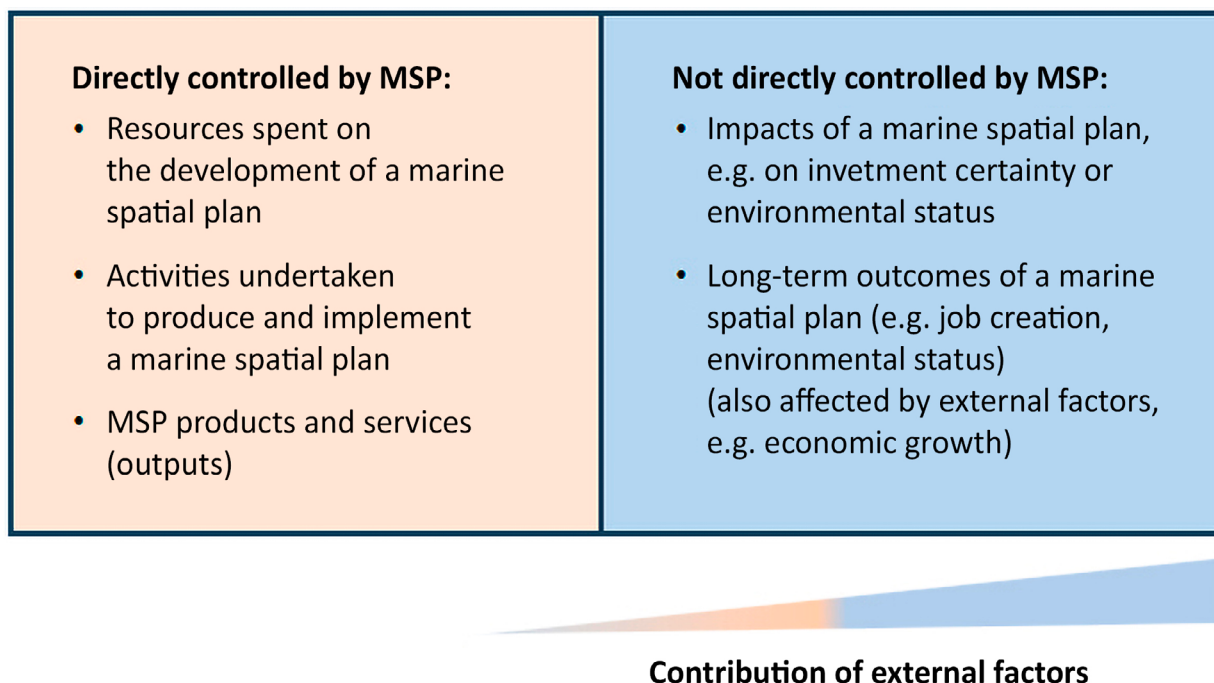 Directly controlled by MSP:
• Resources spent on
the development of a marine
spatial plan
• Activities undertaken
to produce and implement
a marine spatial plan
• MSP products and services
(outputs)
Not directly controlled by MSP:
• Impacts of a marine spatial plan,
e.g. on invetment certainty or
environmental status
• Long-term outcomes of a marine
spatial plan (e.g. job creation,
environmental status)
(also affected by external factors,
e.g. economic growth)
Contribution of external factors